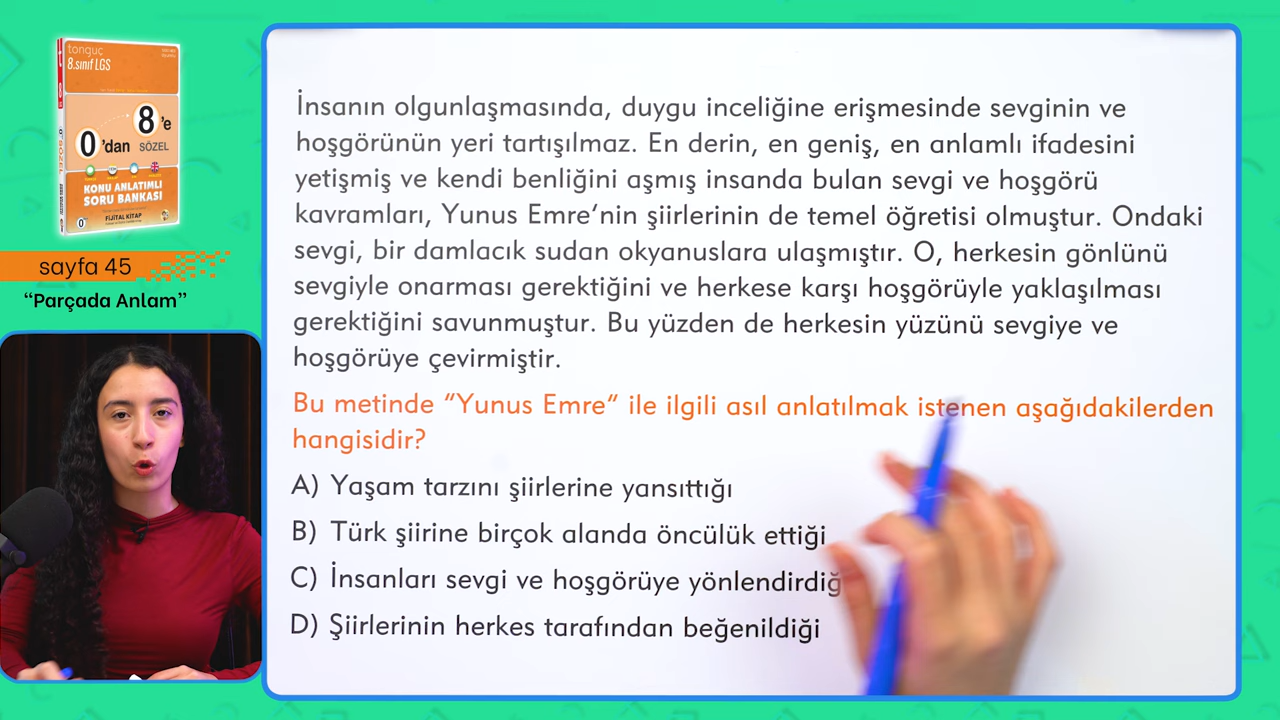 tonguç
8.sınıf LGS
0'dan 8'e
SÖZEL
KONU ANLATIMLI
SORU BANKASI
FİJİTAL KİTAP
sayfa 45
“Parçada Anlam”
İnsanın olgunlaşmasında, duygu inceliğine erişmesinde sevginin ve
hoşgörünün yeri tartışılmaz. En derin, en geniş, en anlamlı ifadesini
yetişmiş ve kendi benliğini aşmış insanda bulan sevgi ve hoşgörü
kavramları, Yunus Emre’nin şiirlerinin de temel öğretisi olmuştur. Ondaki
sevgi, bir damlacık sudan okyanuslara ulaşmıştır. O, herkesin gönlünü
sevgiyle onarması gerektiğini ve herkese karşı hoşgörüyle yaklaşılması
gerektiğini savunmuştur. Bu yüzden de herkesin yüzünü sevgiye ve
hoşgörüye çevirmiştir.
Bu metinde “Yunus Emre“ ile ilgili asıl anlatılmak istenen aşağıdakilerden
hangisidir?
A) Yaşam tarzını şiirlerine yansıttığı
B) Türk şiirine birçok alanda öncülük ettiği
C) İnsanları sevgi ve hoşgörüye yönlendirdiğ
D) Şiirlerinin herkes tarafından beğenildiği